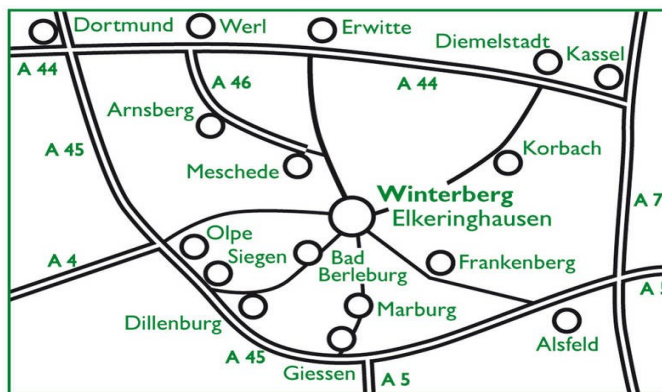 Dortmund
Werl
Erwitte
Diemelstadt
Kassel
A 44
A 46
A 44
Arnsberg
A 45
Meschede
Korbach
Winterberg
Elkeringhausen
A 7
Olpe
Siegen
Bad
Berleburg
Frankenberg
A 4
A 5
Dillenburg
Marburg
A 45
Giessen
A 5
Alsfeld